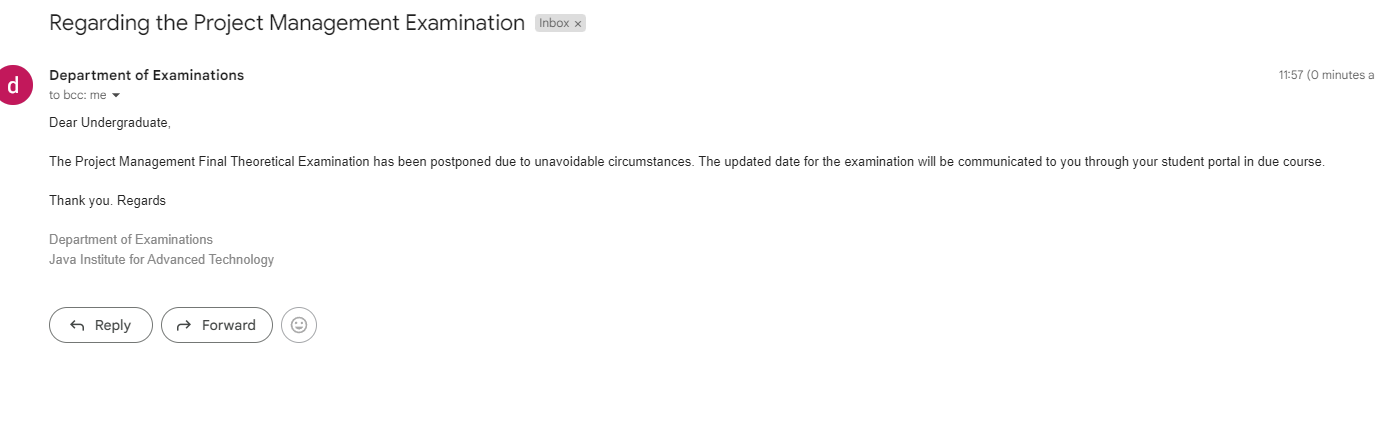 Regarding the Project Management Examination Inbox ×
d
Department of Examinations 11:57 (0 minutes a
to bcc: me
Dear Undergraduate,
The Project Management Final Theoretical Examination has been postponed due to unavoidable circumstances. The updated date for the examination will be communicated to you through your student portal in due course.
Thank you. Regards
Department of Examinations
Java Institute for Advanced Technology
Reply Forward